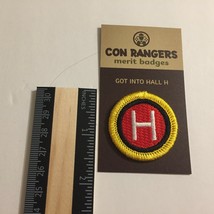 CON RANGERS
merit badges
GOT INTO HALL H
H